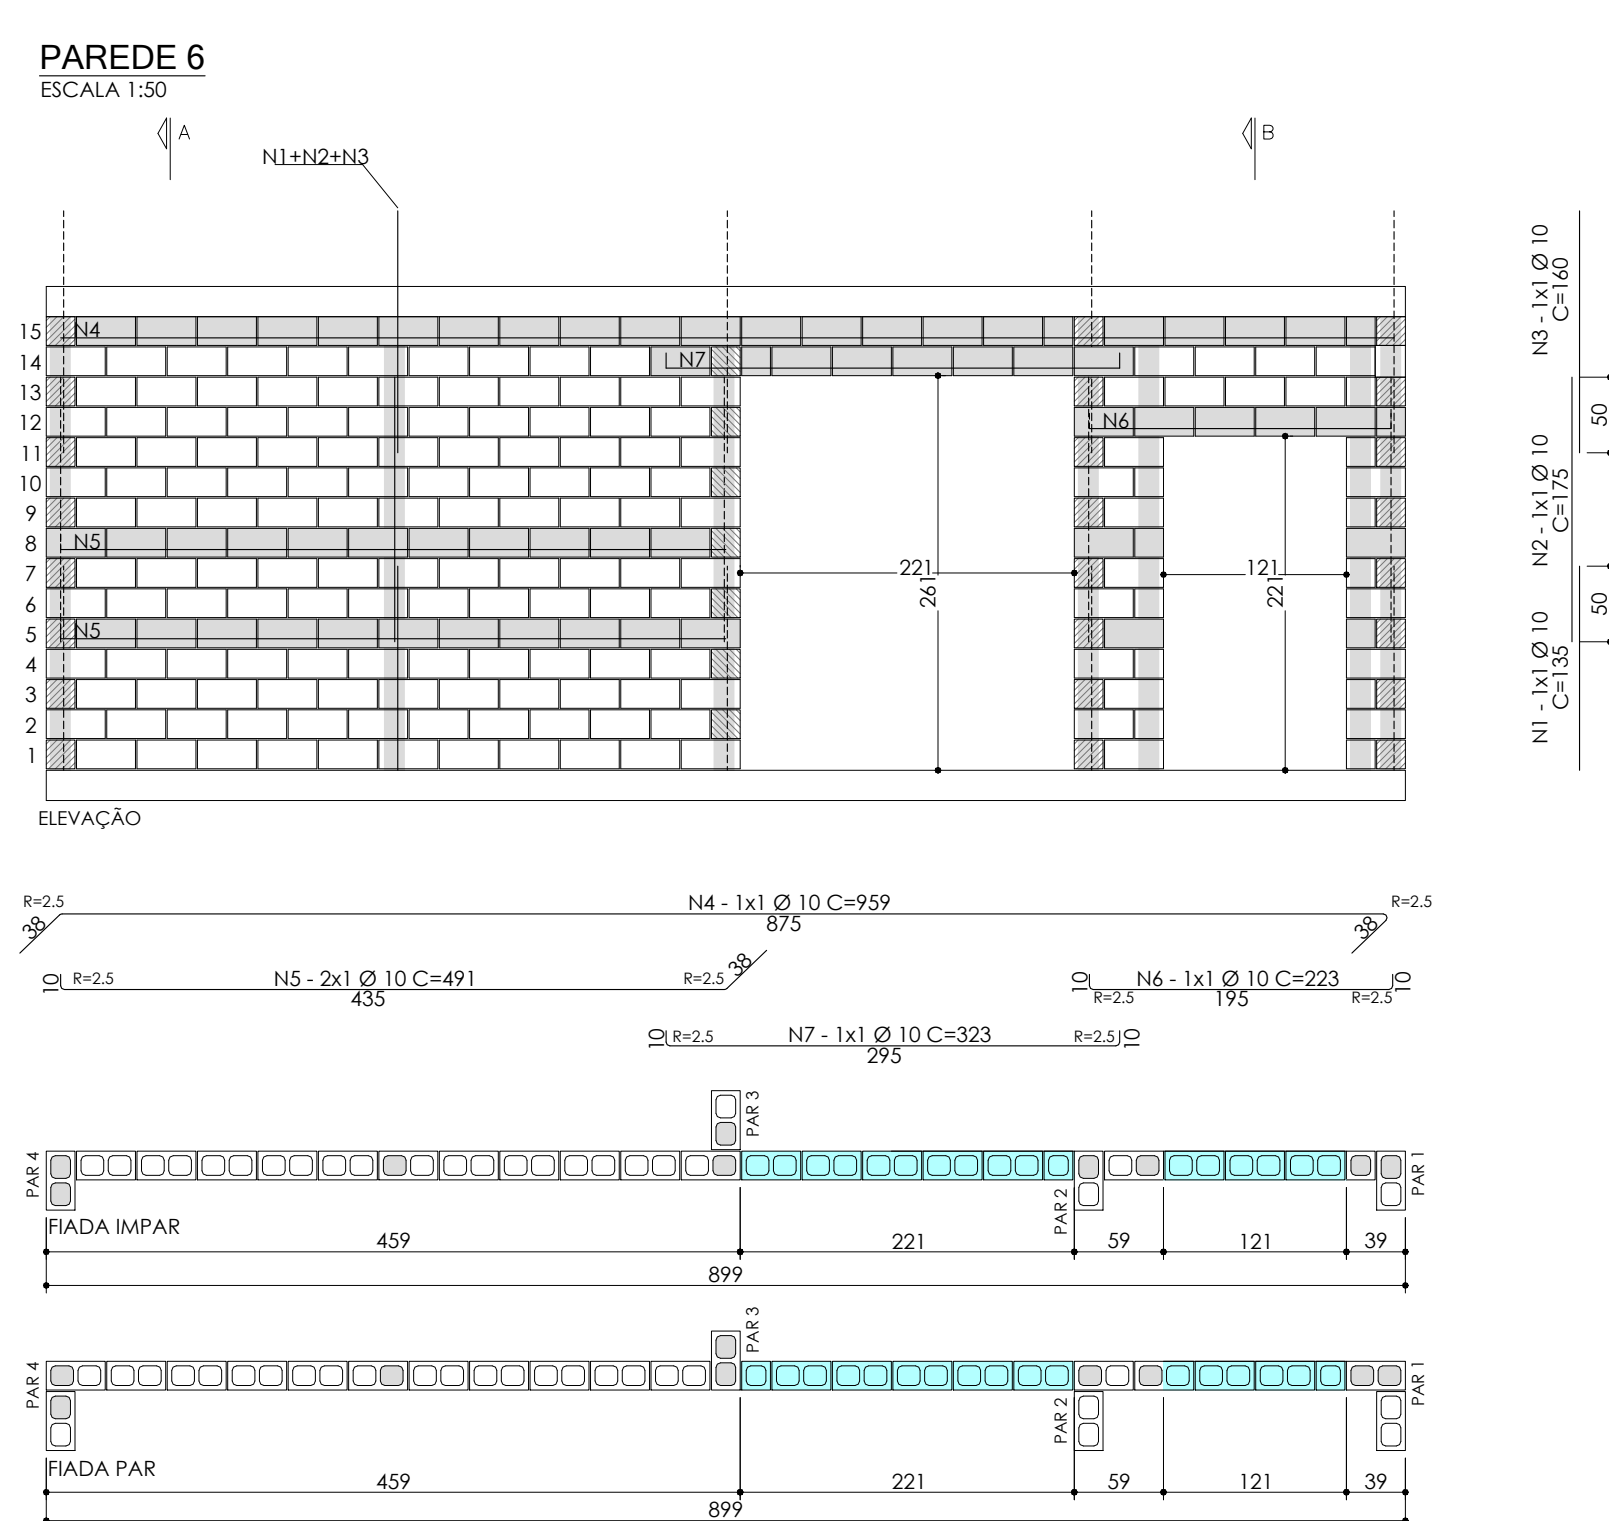 PAREDE 6
ESCALA 1:50
A
B
N1+N2+N3
15
N4
14
N7
13
12
N6
11
10
9
8
N5
7
6
5
N5
4
3
2
1
221
261
121
221
ELEVAÇÃO
N3 - 1x1 Ø 10
C=160
50
N2 - 1x1 Ø 10
C=175
50
N1 - 1x1 Ø 10
C=135
R=2.5
38
N4 - 1x1 Ø 10 C=959
875
38
R=2.5
10
R=2.5
N5 - 2x1 Ø 10 C=491
435
R=2.5
38
10
R=2.5
N6 - 1x1 Ø 10 C=223
195
R=2.5
10
10
R=2.5
N7 - 1x1 Ø 10 C=323
295
R=2.5
10
PAR 3
PAR 4
PAR 2
PAR 1
FIADA IMPAR
459
221
59
121
39
899
PAR 3
PAR 4
PAR 2
PAR 1
FIADA PAR
459
221
59
121
39
899